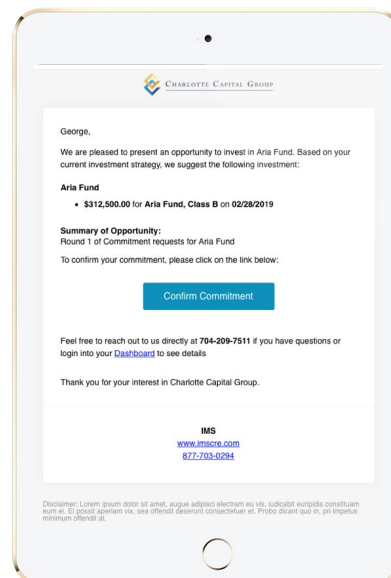 CHARLOTTE CAPITAL GROUP
George,
We are pleased to present an opportunity to invest in Aria Fund. Based on your
current investment strategy, we suggest the following investment:
Aria Fund
• $312,500.00 for Aria Fund, Class B on 02/28/2019
Summary of Opportunity:
Round 1 of Commitment requests for Aria Fund
To confirm your commitment, please click on the link below:
Confirm Commitment
Feel free to reach out to us directly at 704-209-7511 if you have questions or
login into your Dashboard to see details
Thank you for your interest in Charlotte Capital Group.
IMS
www.imscre.com
877-703-0294
Disclaimer: Lorem ipsum dolor sit amet, augue adipisci electram eu vis, iudicabit euripidis constituam
eum ei. Ei possit aperiam vix, sea offendit deserunt consectetuer et. Probo dicant quo in, pri impetus
minimum offendit at.